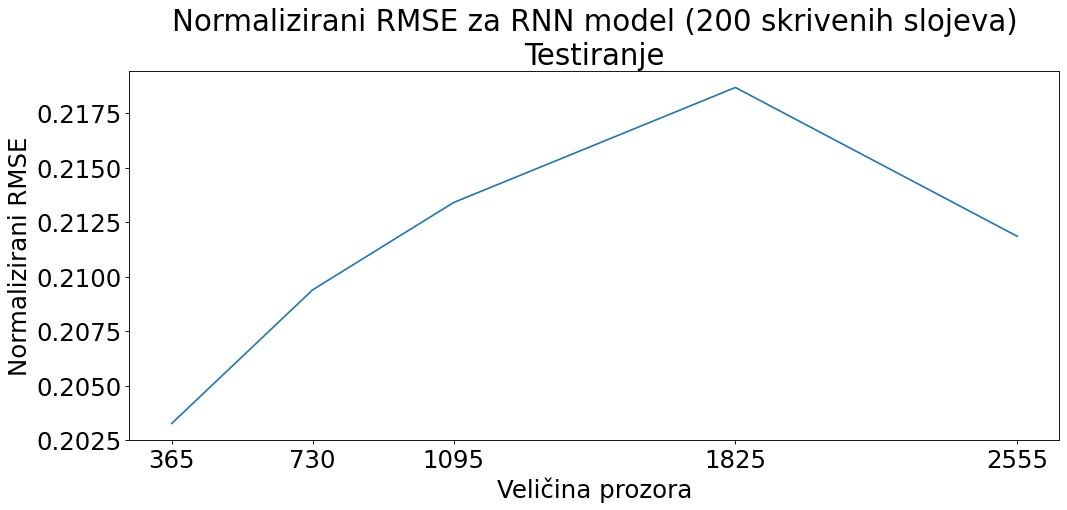 Normalizirani RMSE za RNN model (200 skrivenih slojeva)
Testiranje
Normalizirani RMSE
0.2175
0.2150
0.2125
0.2100
0.2075
0.2050
0.2025
365 730 1095 1825 2555
Veličina prozora